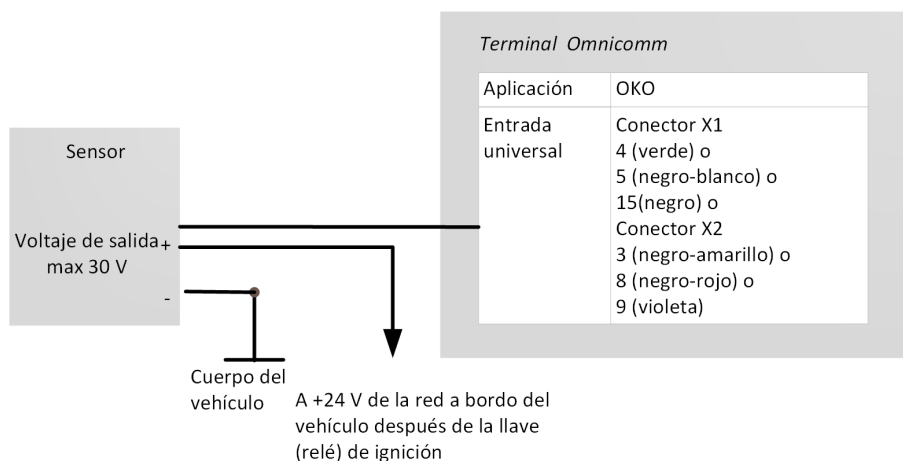 Terminal Omnicomm
Aplicación OKO
Entrada universal
Conector X1
4 (verde) o
5 (negro-blanco) o
15(negro) o
Conector X2
3 (negro-amarillo) o
8 (negro-rojo) o
9 (violeta)
Sensor
Voltaje de salida
max 30 V
+
-
Cuerpo del
vehículo
A +24 V de la red a bordo del
vehículo después de la llave
(relé) de ignición